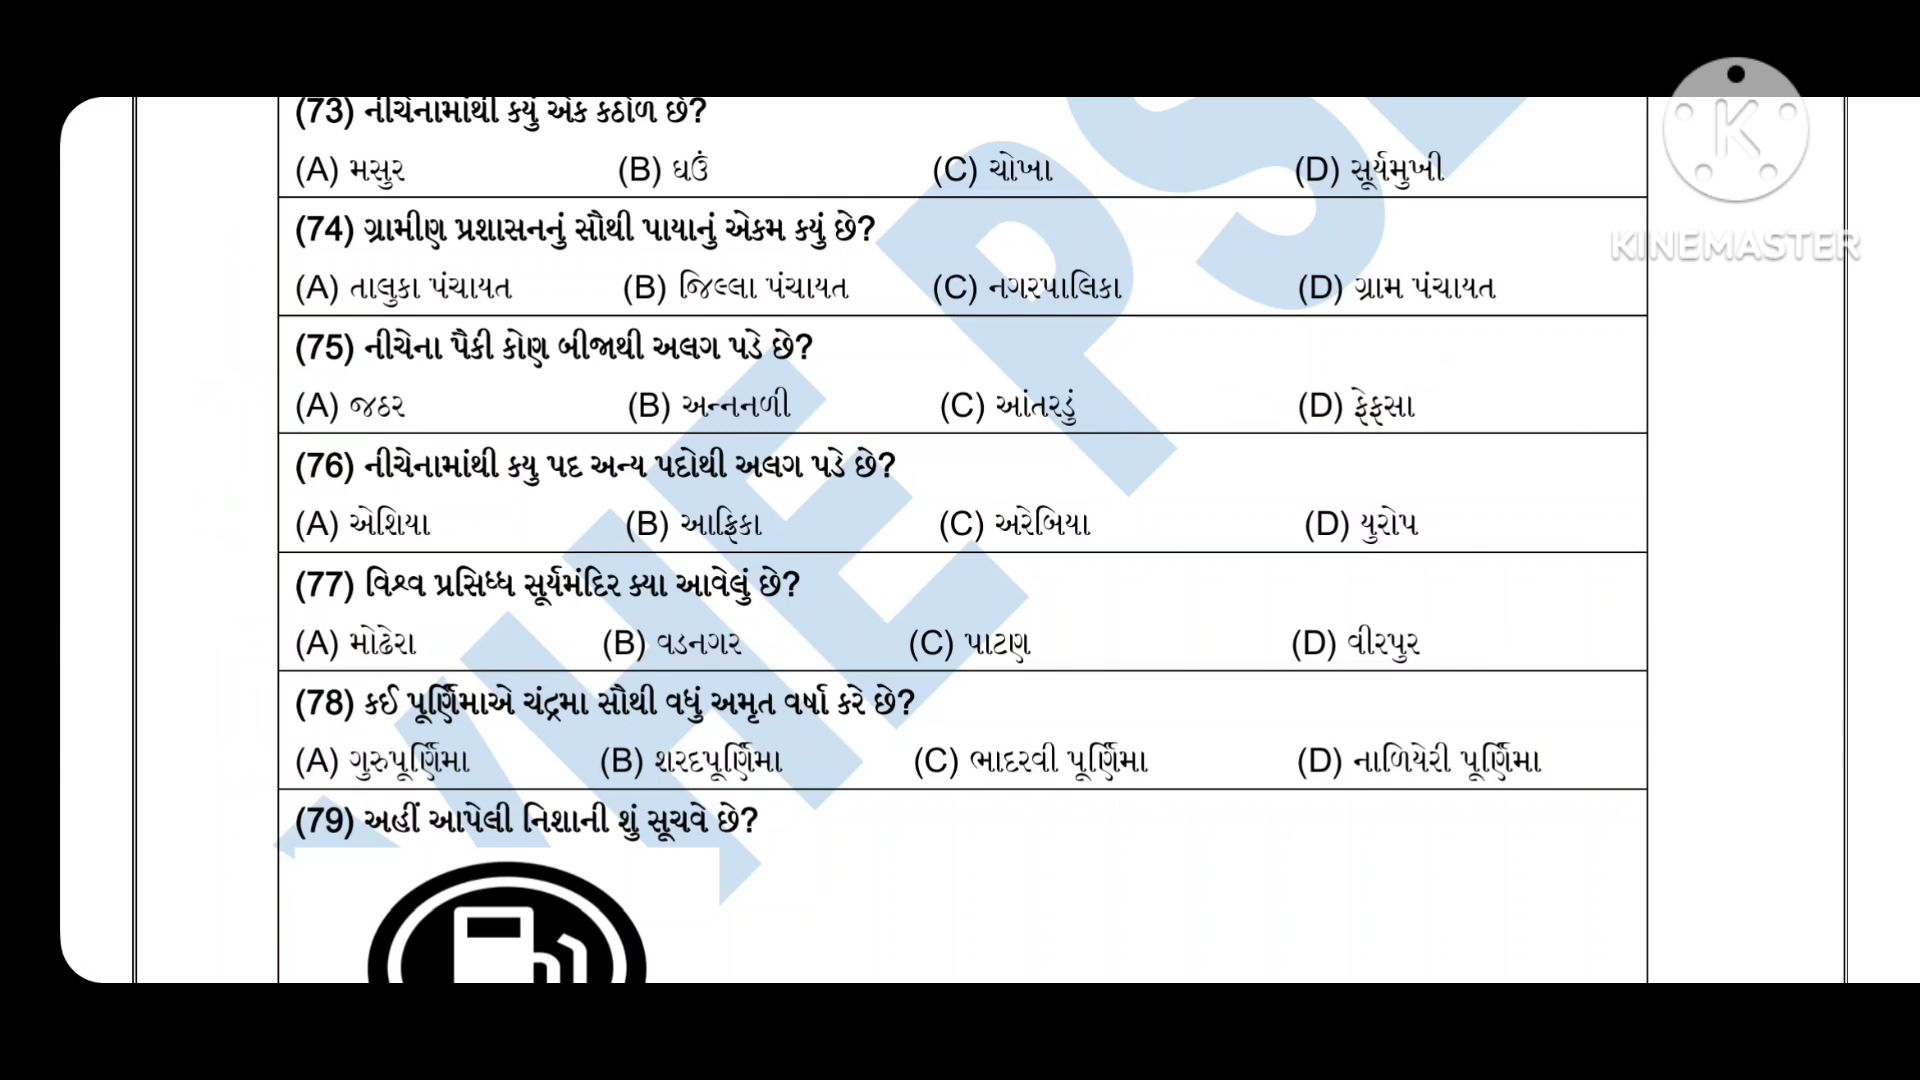 (73) નીચેનામાંથી કયું એક કઠોળ છે?
(A) મસુર (B) ઘઉં (C) ચોખા (D) સૂર્યમુખી
(74) ગ્રામીણ પ્રશાસનનું સૌથી પાયાનું એકમ કયું છે?
(A) તાલુકા પંચાયત (B) જિલ્લા પંચાયત (C) નગરપાલિકા (D) ગ્રામ પંચાયત
(75) નીચેના પૈકી કોણ બીજાથી અલગ પડે છે?
(A) જઠર (B) અન્નનળી (C) આંતરડું (D) ફેફસા
(76) નીચેનામાંથી કયુ પદ અન્ય પદોથી અલગ પડે છે?
(A) એશિયા (B) આફ્રિકા (C) અરેબિયા (D) યુરોપ
(77) વિશ્વ પ્રસિધ્ધ સૂર્યમંદિર ક્યા આવેલું છે?
(A) મોઢેરા (B) વડનગર (C) પાટણ (D) વીરપુર
(78) કઈ પૂર્ણિમાએ ચંદ્રમા સૌથી વધું અમૃત વર્ષા કરે છે?
(A) ગુરુપૂર્ણિમા (B) શરદપૂર્ણિમા (C) ભાદરવી પૂર્ણિમા (D) નાળિયેરી પૂર્ણિમા
(79) અહીં આપેલી નિશાની શું સૂચવે છે?
K
KINEMASTER